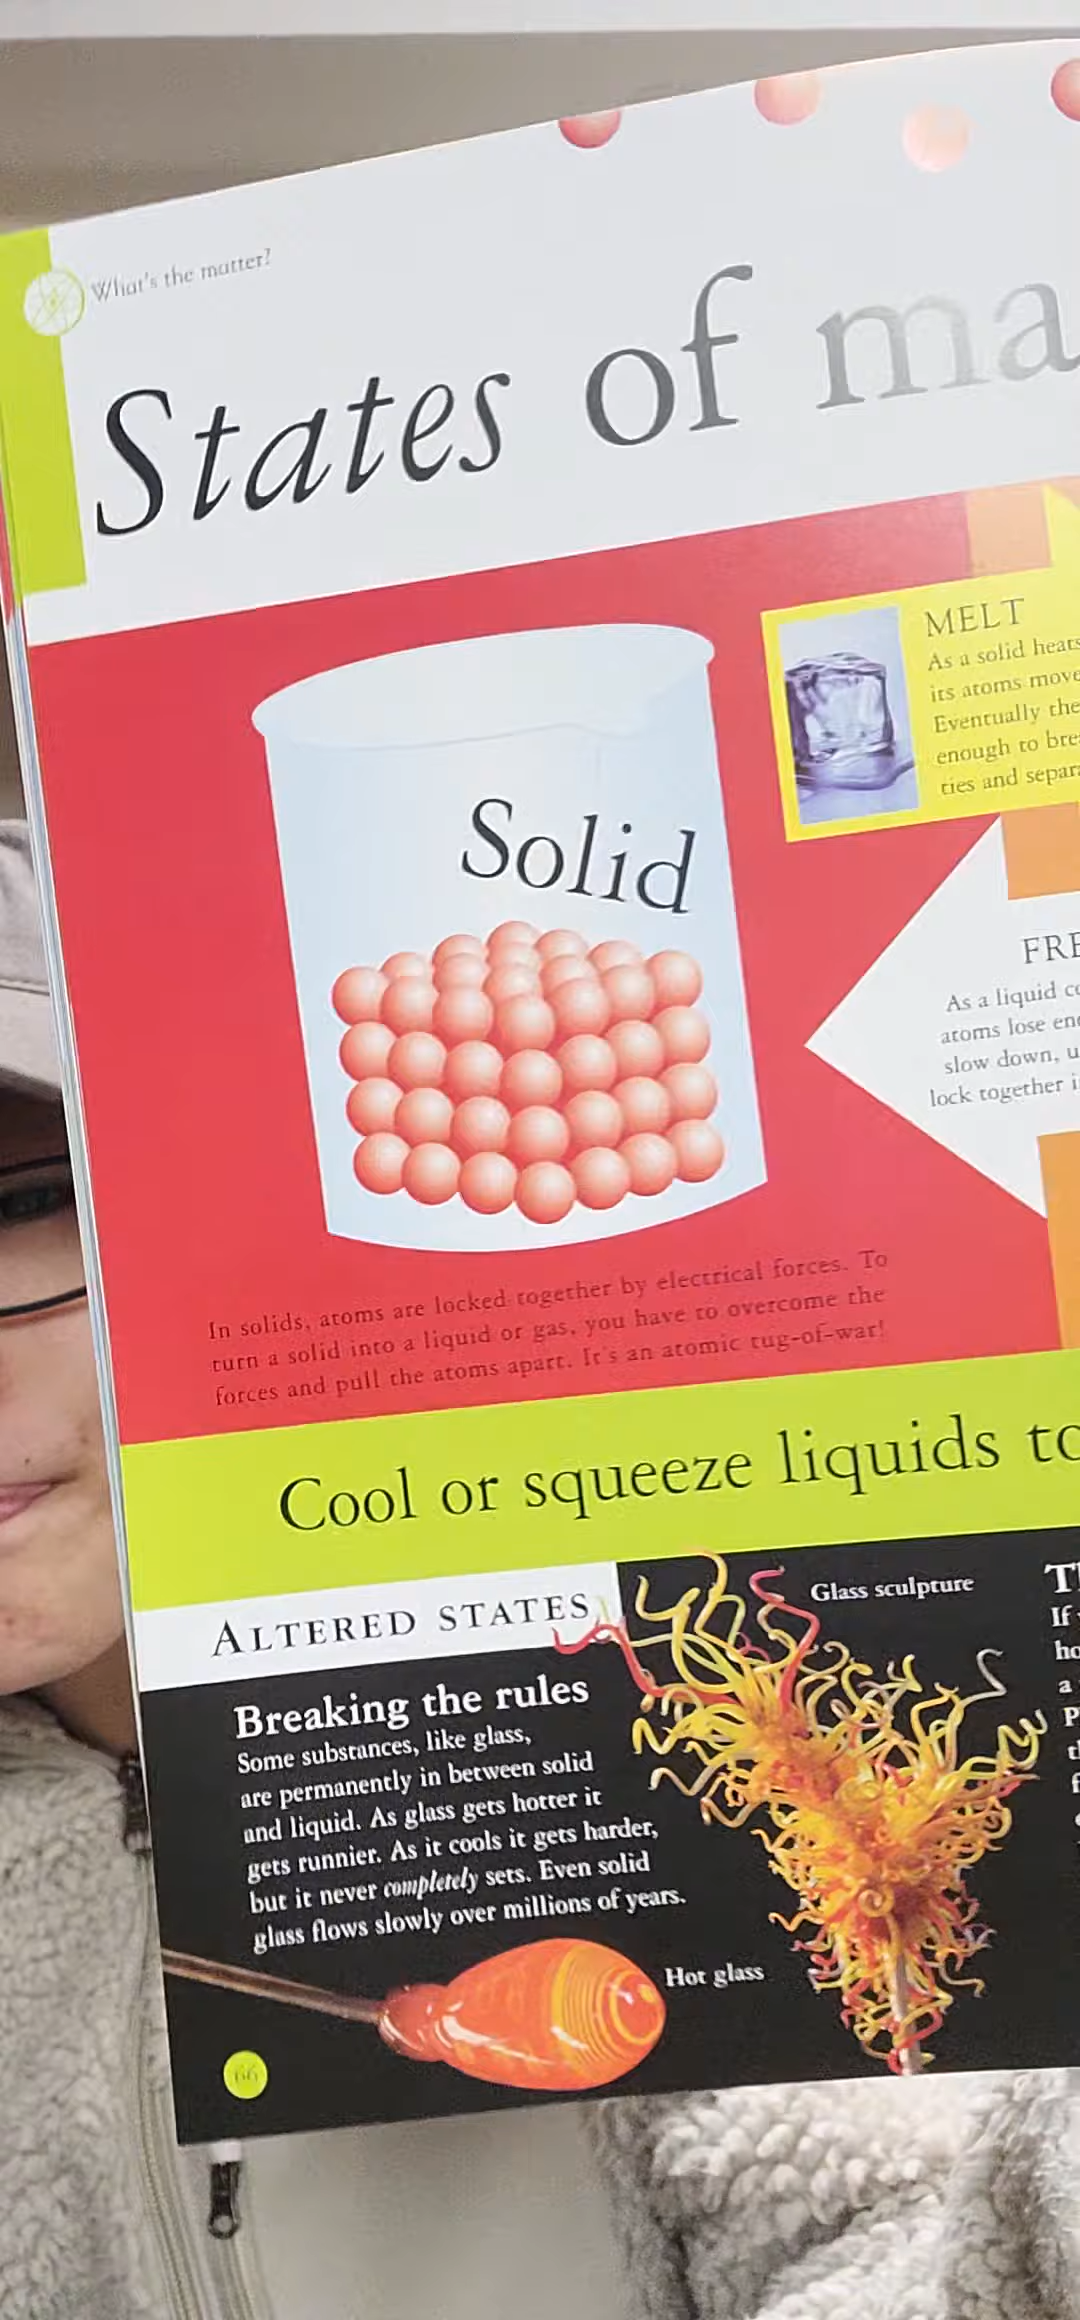 What's the matter?
States of ma
MELT
As a solid heats
its atoms move
Eventually the
enough to bre
ties and separa
Solid
FRE
As a liquid co
atoms lose ene
slow down, u
lock together i
In solids, atoms are locked together by electrical forces. To
turn a solid into a liquid or gas, you have to overcome the
forces and pull the atoms apart. It's an atomic tug-of-war!
Cool or squeeze liquids to
ALTERED STATES
Breaking the rules
Some substances, like glass,
are permanently in between solid
and liquid. As glass gets hotter it
gets runnier. As it cools it gets harder,
but it never completely sets. Even solid
glass flows slowly over millions of years.
Glass sculpture
Hot glass
If
ho
a
P
66